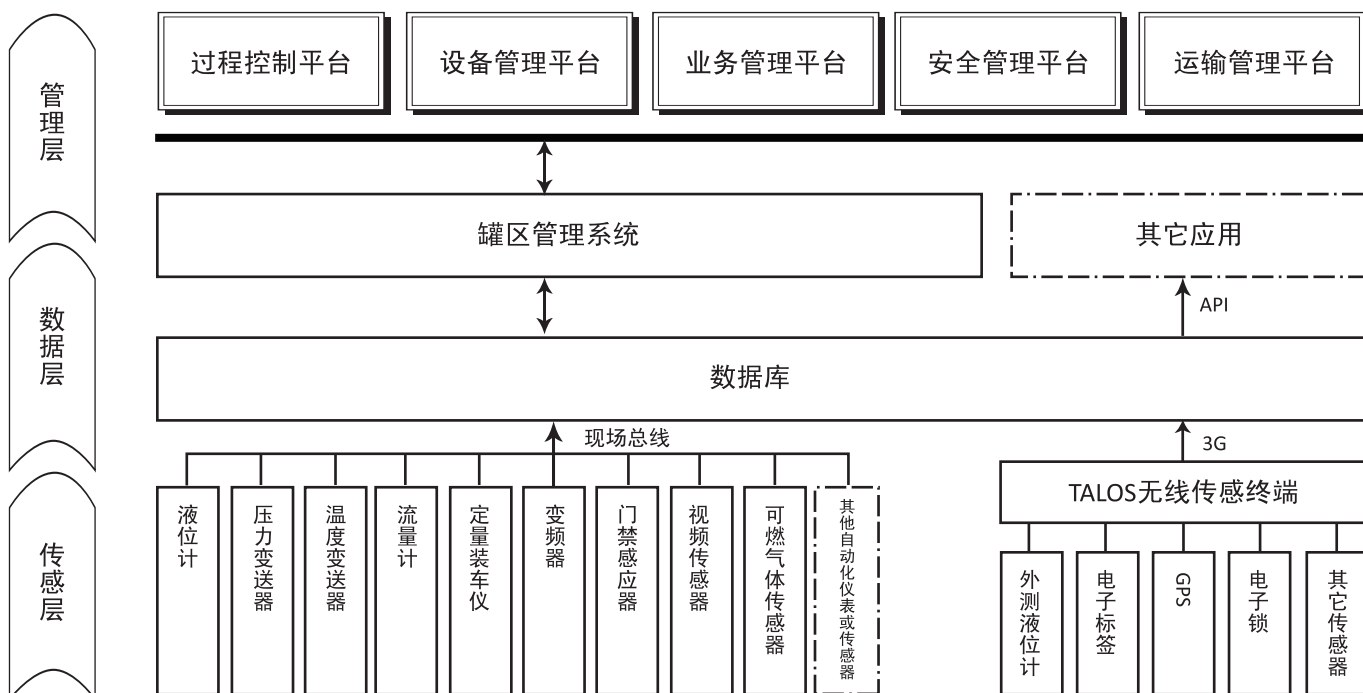 管理层
过程控制平台
设备管理平台
业务管理平台
安全管理平台
运输管理平台
罐区管理系统
其它应用
API
数据层
数据库
现场总线
3G
TALOS无线传感终端
传感层
液位计
压力变送器
温度变送器
流量计
定量装车仪
变频器
门禁感应器
视频传感器
可燃气体传感器
其他自动化仪表或传感器
外测液位计
电子标签
GPS
电子锁
其它传感器